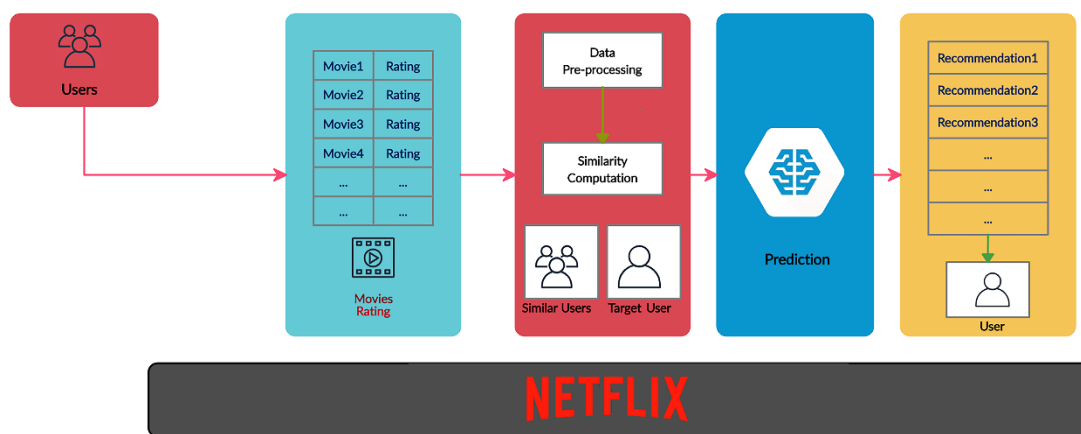 Users
Movie1 Rating
Movie2 Rating
Movie3 Rating
Movie4 Rating
... ...
... ...
Movies
Rating
Data
Pre-processing
Similarity
Computation
Similar Users
Target User
Prediction
Recommendation1
Recommendation2
Recommendation3
...
...
...
User
NETFLIX